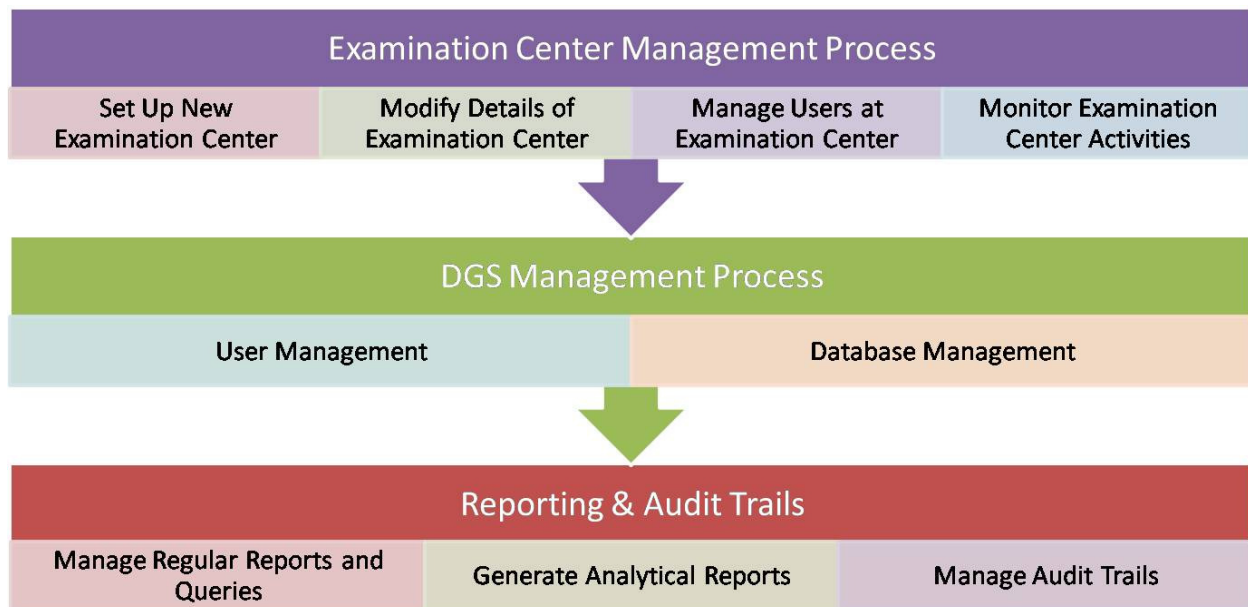 Examination Center Management Process
Set Up New
Examination Center
Modify Details of
Examination Center
Manage Users at
Examination Center
Monitor Examination
Center Activities
DGS Management Process
User Management
Database Management
Reporting & Audit Trails
Manage Regular Reports and
Queries
Generate Analytical Reports
Manage Audit Trails